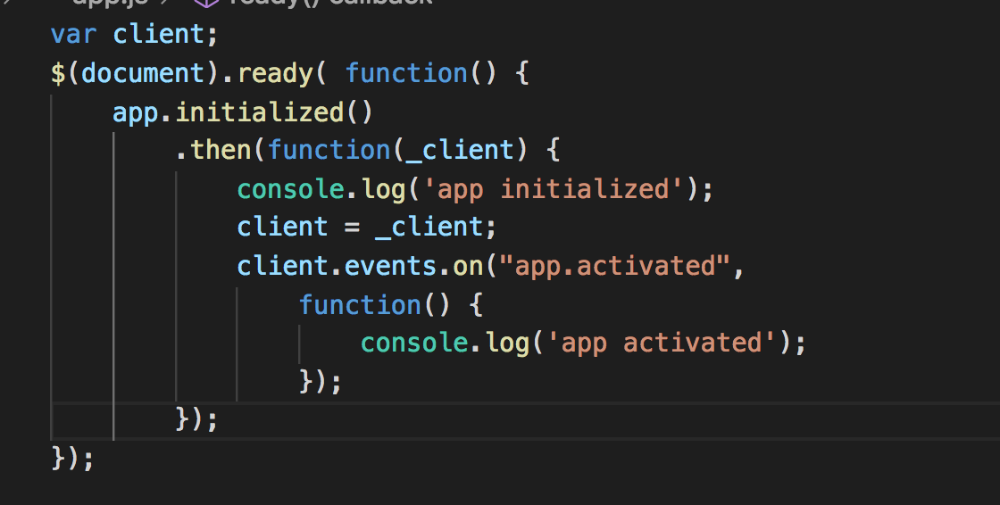 app.js > ready() callback
var client;
$(document).ready( function() {
    app.initialized()
        .then(function(_client) {
            console.log('app initialized');
            client = _client;
            client.events.on("app.activated",
                function() {
                    console.log('app activated');
                });
        });
});